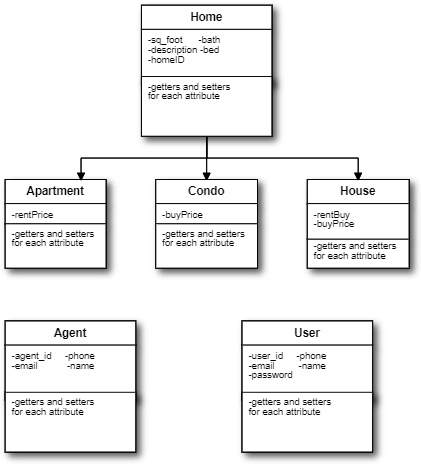 Home
-sq_foot -bath
-description -bed
-homeID
-getters and setters
for each attribute
Apartment
-rentPrice
-getters and setters
for each attribute
Condo
-buyPrice
-getters and setters
for each attribute
House
-rentBuy
-buyPrice
-getters and setters
for each attribute
Agent
-agent_id -phone
-email -name
-getters and setters
for each attribute
User
-user_id -phone
-email -name
-password
-getters and setters
for each attribute